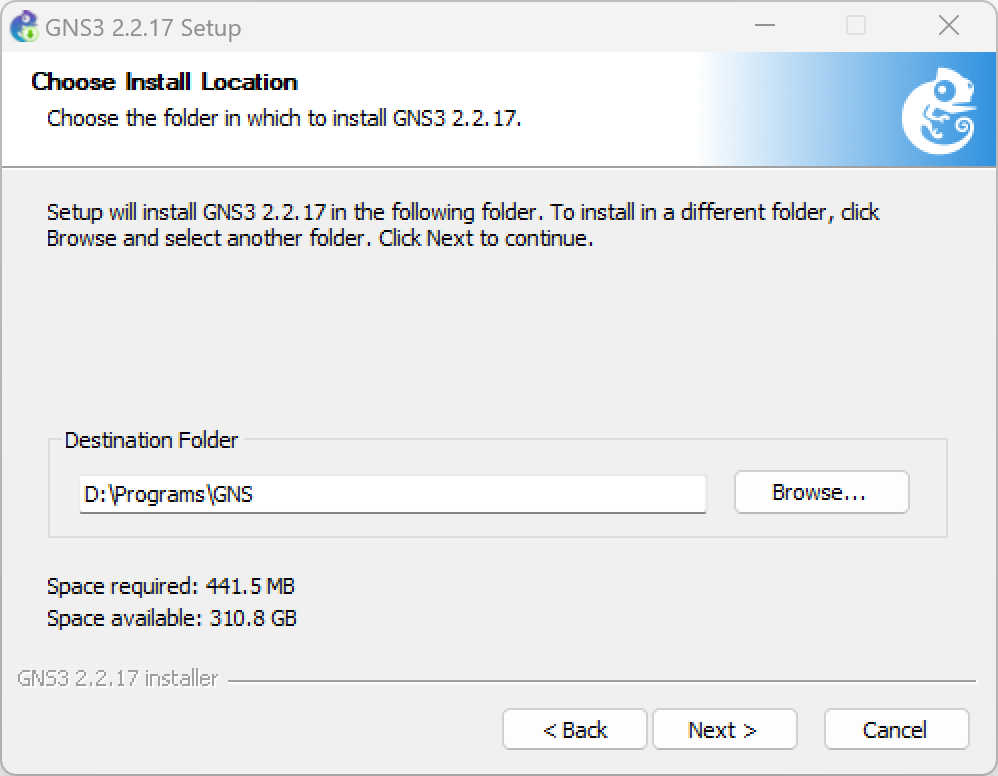 GNS3 2.2.17 Setup
Choose Install Location
Choose the folder in which to install GNS3 2.2.17.
Setup will install GNS3 2.2.17 in the following folder. To install in a different folder, click
Browse and select another folder. Click Next to continue.
Destination Folder
D:\Programs\GNS
Browse...
Space required: 441.5 MB
Space available: 310.8 GB
GNS3 2.2.17 installer
< Back
Next >
Cancel